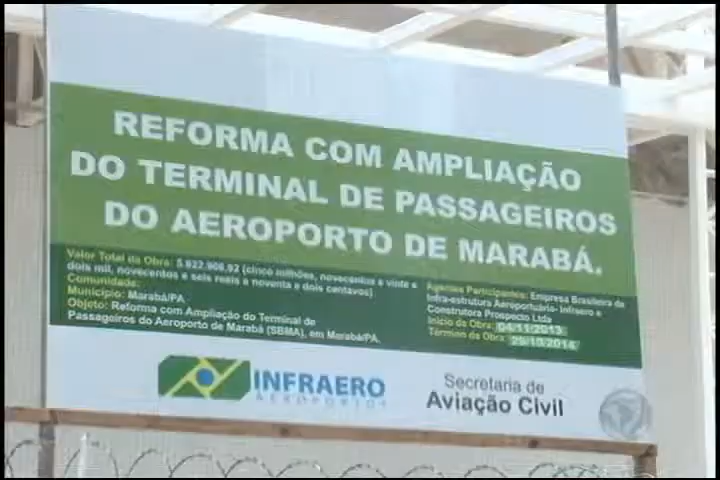 REFORMA COM AMPLIAÇÃO
DO TERMINAL DE PASSAGEIROS
DO AEROPORTO DE MARABÁ.
Valor Total da Obra: 5.922.906,92 (cinco milhões, novecentos e vinte e
dois mil, novecentos e seis reais e noventa e dois centavos)
Comunidade:
Município: Marabá/PA
Objeto: Reforma com Ampliação do Terminal de
Passageiros do Aeroporto de Marabá (SBMA), em Marabá/PA.
Agentes Participantes: Empresa Brasileira de
Infra-estrutura Aeroportuária- Infraero e
Construtora Prospecto Ltda
Início da Obra: 04/11/2013
Término da Obra: 29/10/2014
INFRAERO
AEROPORTOS
Secretaria de
Aviação Civil